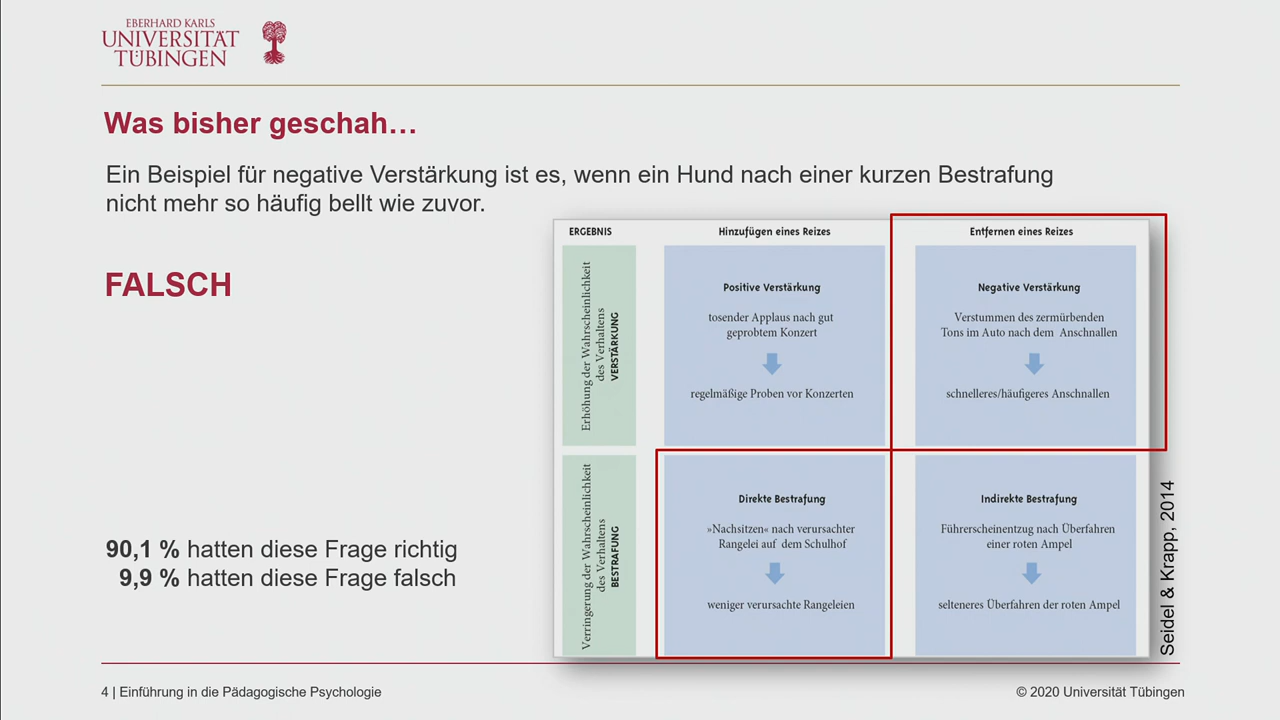 EBERHARD KARLS
UNIVERSITÄT
TÜBINGEN
Was bisher geschah…
Ein Beispiel für negative Verstärkung ist es, wenn ein Hund nach einer kurzen Bestrafung
nicht mehr so häufig bellt wie zuvor.
FALSCH
90,1 % hatten diese Frage richtig
9,9 % hatten diese Frage falsch
ERGEBNIS
Hinzufügen eines Reizes
Entfernen eines Reizes
Erhöhung der Wahrscheinlichkeit
des Verhaltens
VERSTÄRKUNG
Positive Verstärkung
tosender Applaus nach gut
geprobtem Konzert
regelmäßige Proben vor Konzerten
Negative Verstärkung
Verstummen des zermürbenden
Tons im Auto nach dem Anschnallen
schnelleres/häufigeres Anschnallen
Verringerung der Wahrscheinlichkeit
des Verhaltens
BESTRAFUNG
Direkte Bestrafung
»Nachsitzen« nach verursachter
Rangelei auf dem Schulhof
weniger verursachte Rangeleien
Indirekte Bestrafung
Führerscheinentzug nach Überfahren
einer roten Ampel
selteneres Überfahren der roten Ampel
Seidel & Krapp, 2014
4 | Einführung in die Pädagogische Psychologie
© 2020 Universität Tübingen